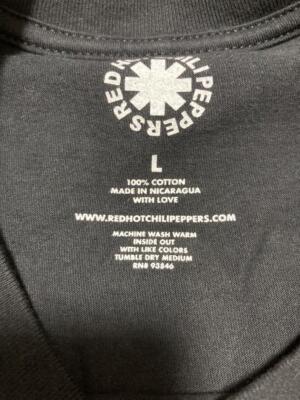 RED HOT CHILI PEPPERS
L
100% COTTON
MADE IN NICARAGUA
WITH LOVE
WWW.REDHOTCHILIPEPPERS.COM
MACHINE WASH WARM
INSIDE OUT
WITH LIKE COLORS
TUMBLE DRY MEDIUM
RN# 93846